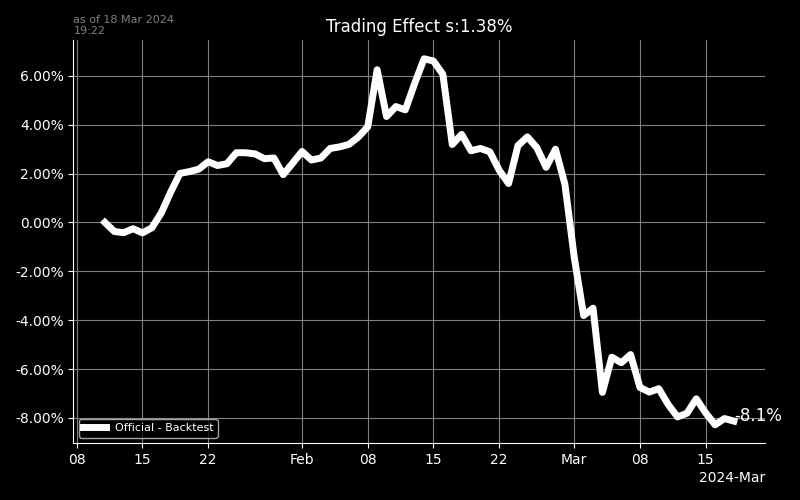 as of 18 Mar 2024
19:22
Trading Effect s:1.38%
6.00%
4.00%
2.00%
0.00%
-2.00%
-4.00%
-6.00%
-8.00%
-8.1%
Official - Backtest
08 15 22 Feb 08 15 22 Mar 08 15
2024-Mar